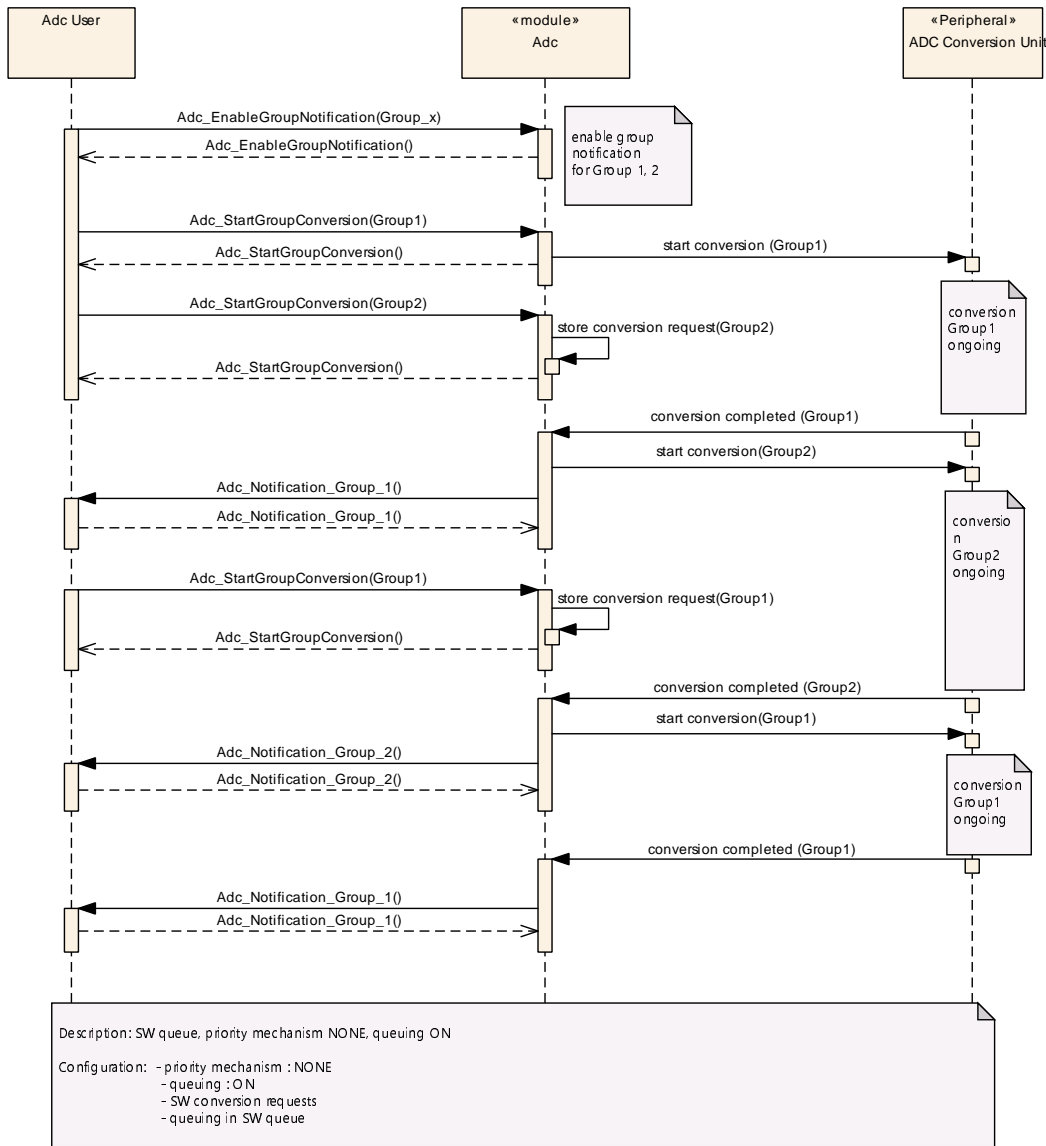 Adc User
«module»
Adc
«Peripheral»
ADC Conversion Unit
Adc_EnableGroupNotification(Group_x)
Adc_EnableGroupNotification()
enable group
notification
for Group 1, 2
Adc_StartGroupConversion(Group1)
start conversion (Group1)
Adc_StartGroupConversion()
Adc_StartGroupConversion(Group2)
conversion
Group1
ongoing
store conversion request(Group2)
Adc_StartGroupConversion()
conversion completed (Group1)
start conversion(Group2)
Adc_Notification_Group_1()
Adc_Notification_Group_1()
conversio
n
Group2
ongoing
Adc_StartGroupConversion(Group1)
store conversion request(Group1)
Adc_StartGroupConversion()
conversion completed (Group2)
start conversion(Group1)
Adc_Notification_Group_2()
Adc_Notification_Group_2()
conversion
Group1
ongoing
conversion completed (Group1)
Adc_Notification_Group_1()
Adc_Notification_Group_1()
Description: SW queue, priority mechanism NONE, queuing ON
Configuration: - priority mechanism : NONE
- queuing : ON
- SW conversion requests
- queuing in SW queue